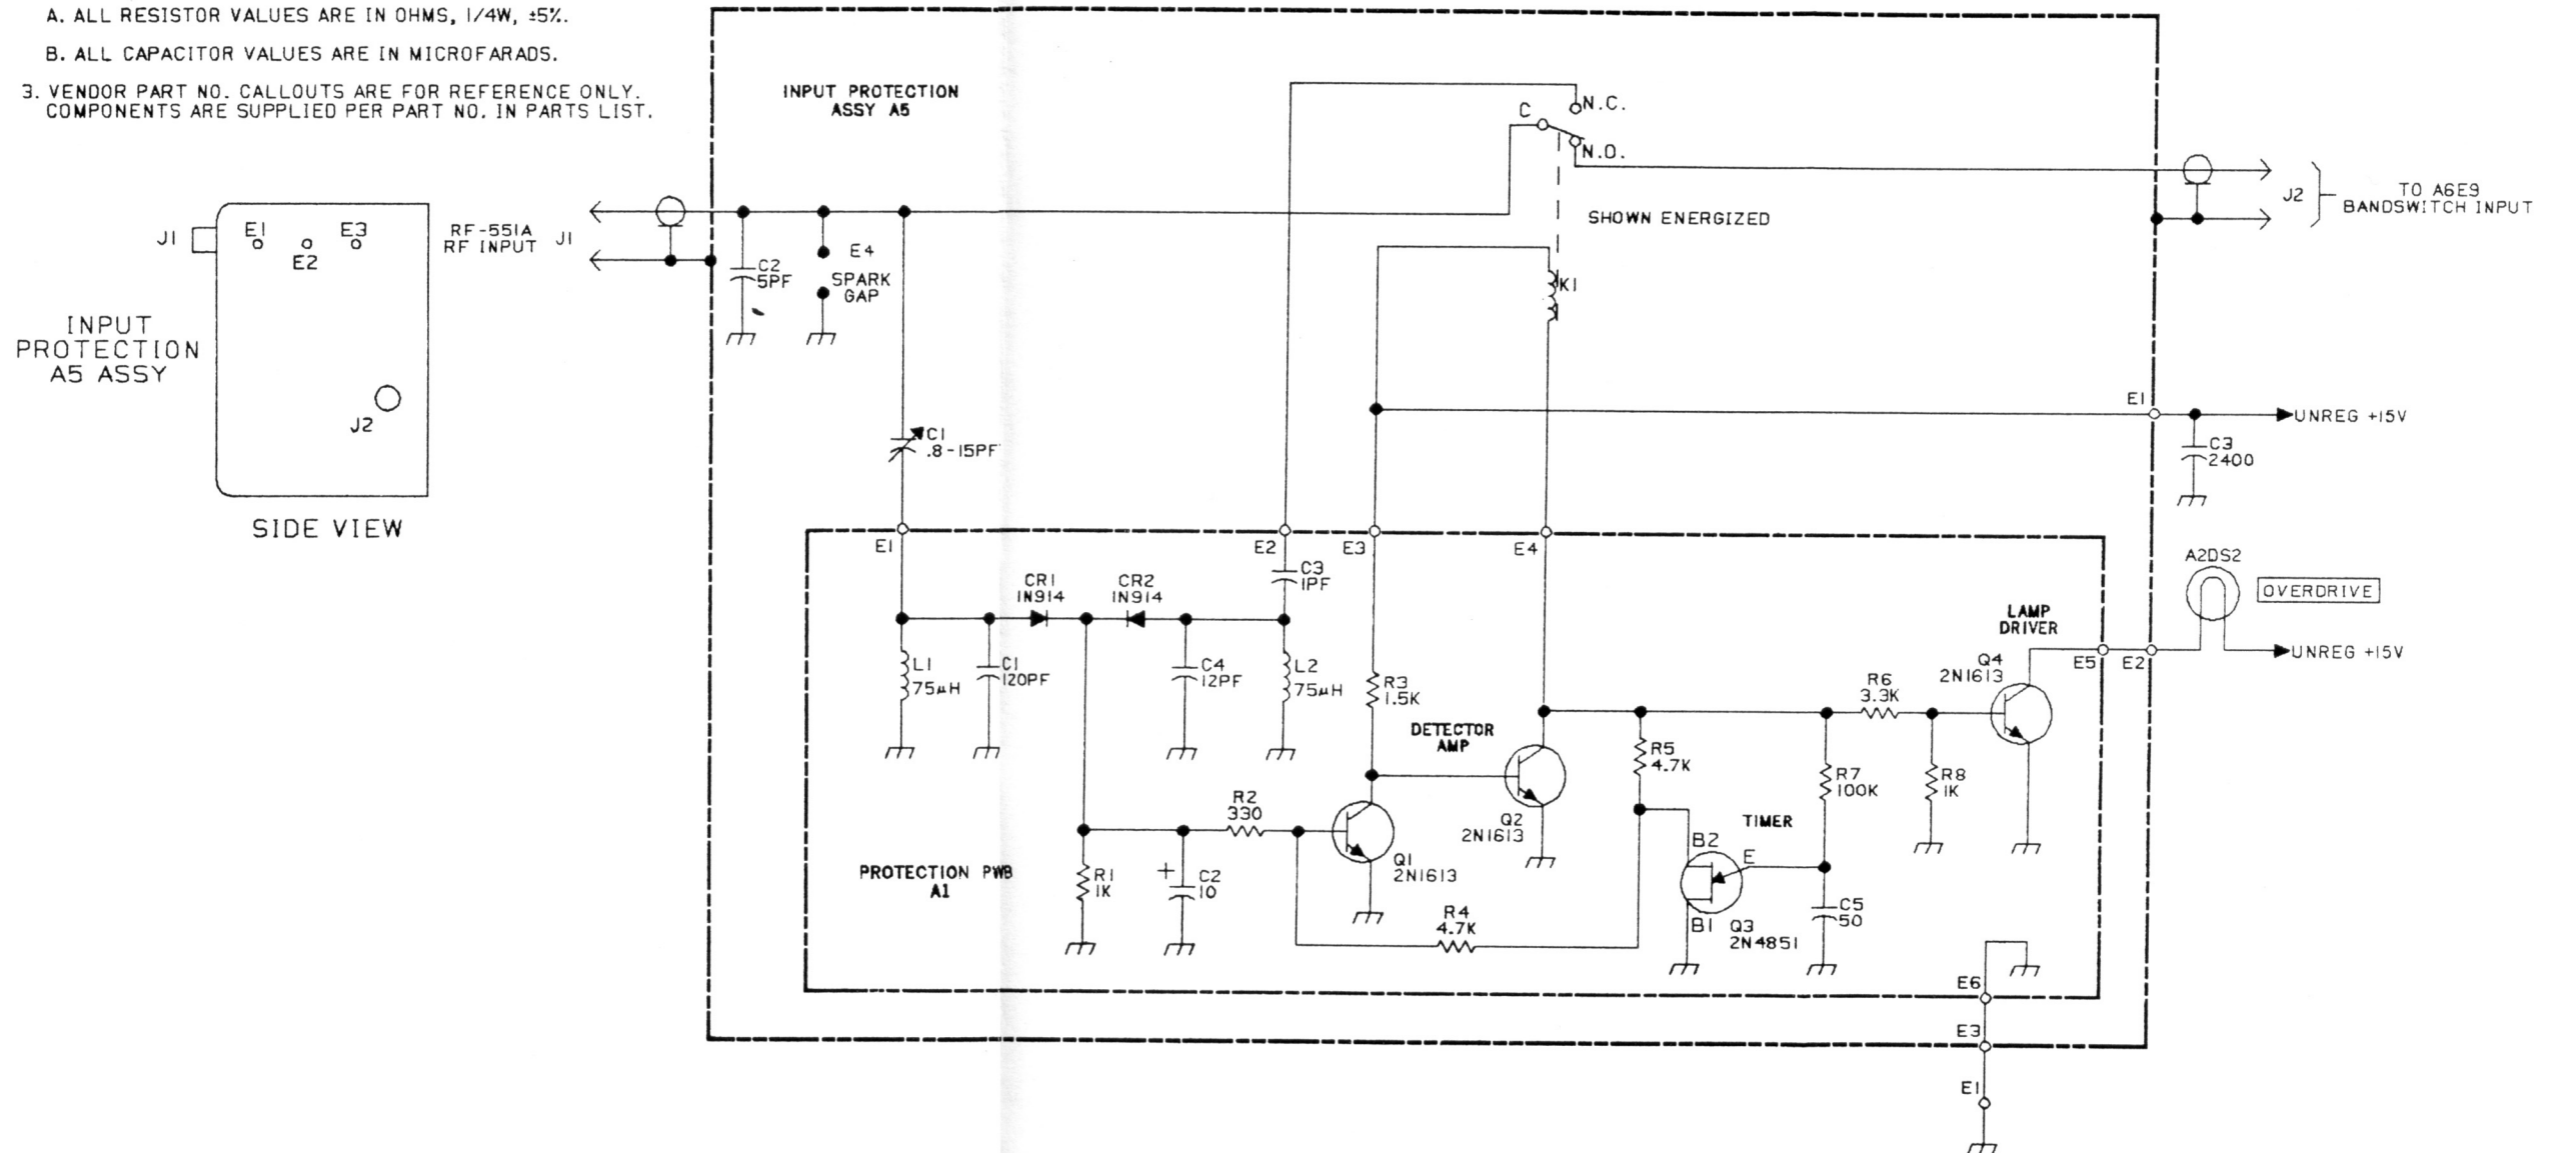 A. ALL RESISTOR VALUES ARE IN OHMS, 1/4W, ±5%.
B. ALL CAPACITOR VALUES ARE IN MICROFARADS.
3. VENDOR PART NO. CALLOUTS ARE FOR REFERENCE ONLY.
COMPONENTS ARE SUPPLIED PER PART NO. IN PARTS LIST.
INPUT PROTECTION
ASSY A5
N.C.
C
N.O.
SHOWN ENERGIZED
J2
TO A6E9
BANDSWITCH INPUT
J1
E1
E2
E3
J2
INPUT
PROTECTION
A5 ASSY
SIDE VIEW
RF-551A
RF INPUT
J1
C2
5PF
E4
SPARK
GAP
K1
C1
.8-15PF
E1
UNREG +15V
C3
2400
E1
E2
E3
E4
A2DS2
OVERDRIVE
UNREG +15V
CR1
1N914
CR2
1N914
C3
1PF
L1
75µH
C1
120PF
C4
12PF
L2
75µH
R3
1.5K
DETECTOR
AMP
R5
4.7K
R7
100K
R6
3.3K
R8
1K
LAMP
DRIVER
Q4
2N1613
E5
E2
R2
330
Q2
2N1613
TIMER
B2
E
B1
Q3
2N4851
C5
50
PROTECTION PWB
A1
R1
1K
+
C2
10
Q1
2N1613
R4
4.7K
E6
E3
E1